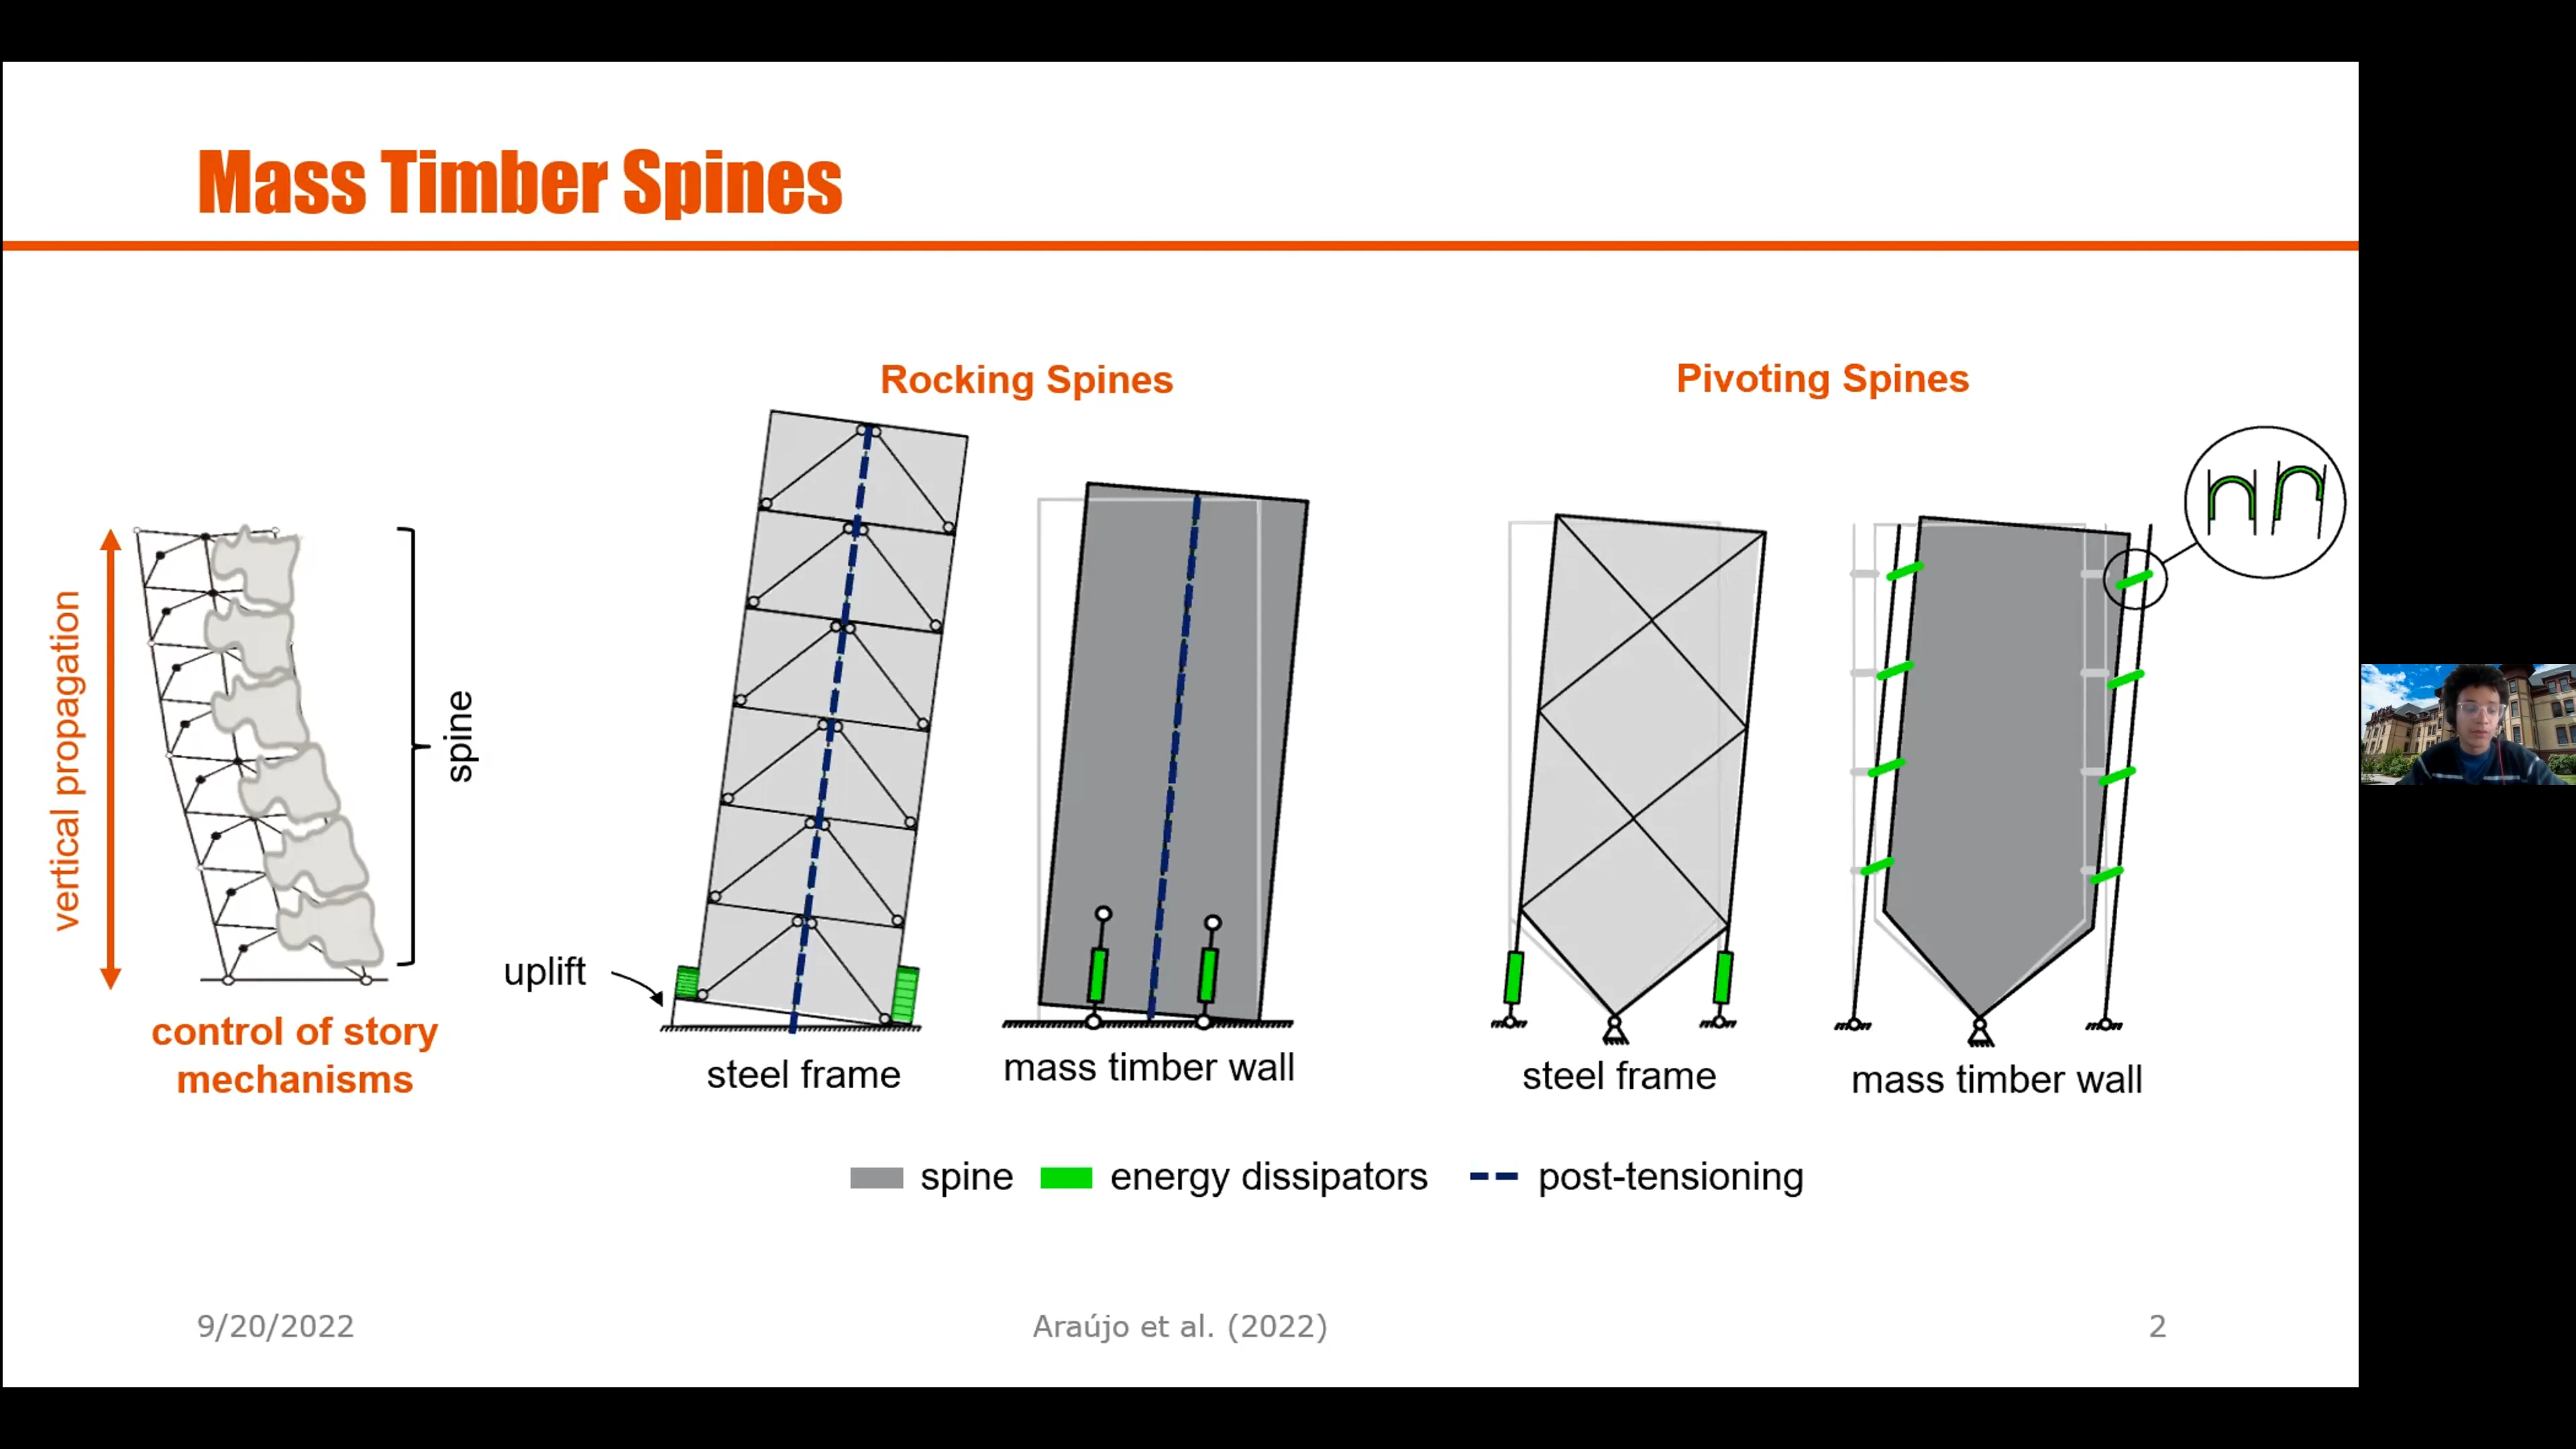 Mass Timber Spines
Rocking Spines
Pivoting Spines
vertical propagation
spine
uplift
control of story
mechanisms
steel frame
mass timber wall
steel frame
mass timber wall
spine
energy dissipators
post-tensioning
9/20/2022
Araújo et al. (2022)
2